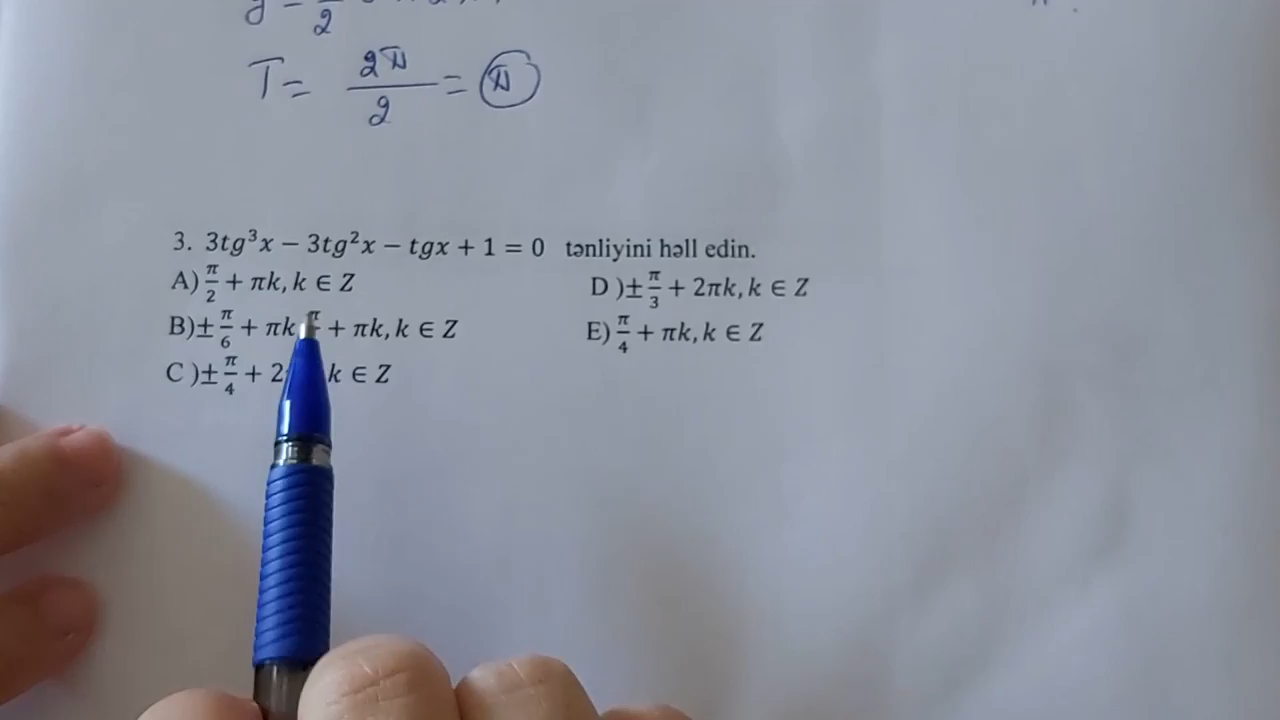 y =
2
T = 2π/2 = π
3. 3tg³x − 3tg²x − tgx + 1 = 0 tənliyini həll edin.
A) π/2 + πk, k ∈ Z
D )± π/3 + 2πk, k ∈ Z
B)± π/6 + πk π + πk, k ∈ Z
E) π/4 + πk, k ∈ Z
C )± π/4 + 2 k ∈ Z